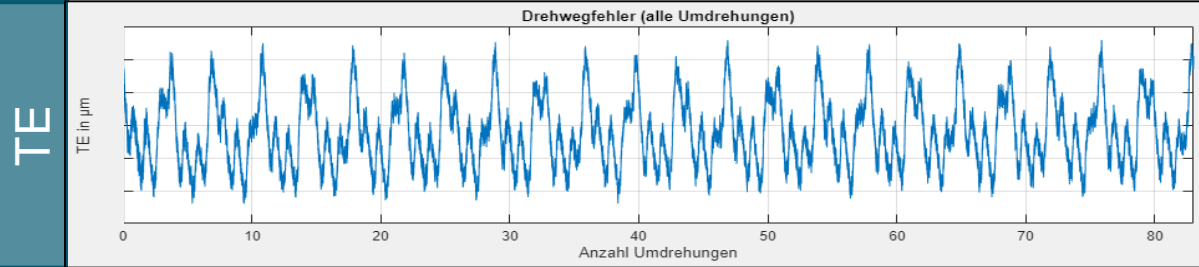 TE
Drehwegfehler (alle Umdrehungen)
TE in µm
0 10 20 30 40 50 60 70 80
Anzahl Umdrehungen